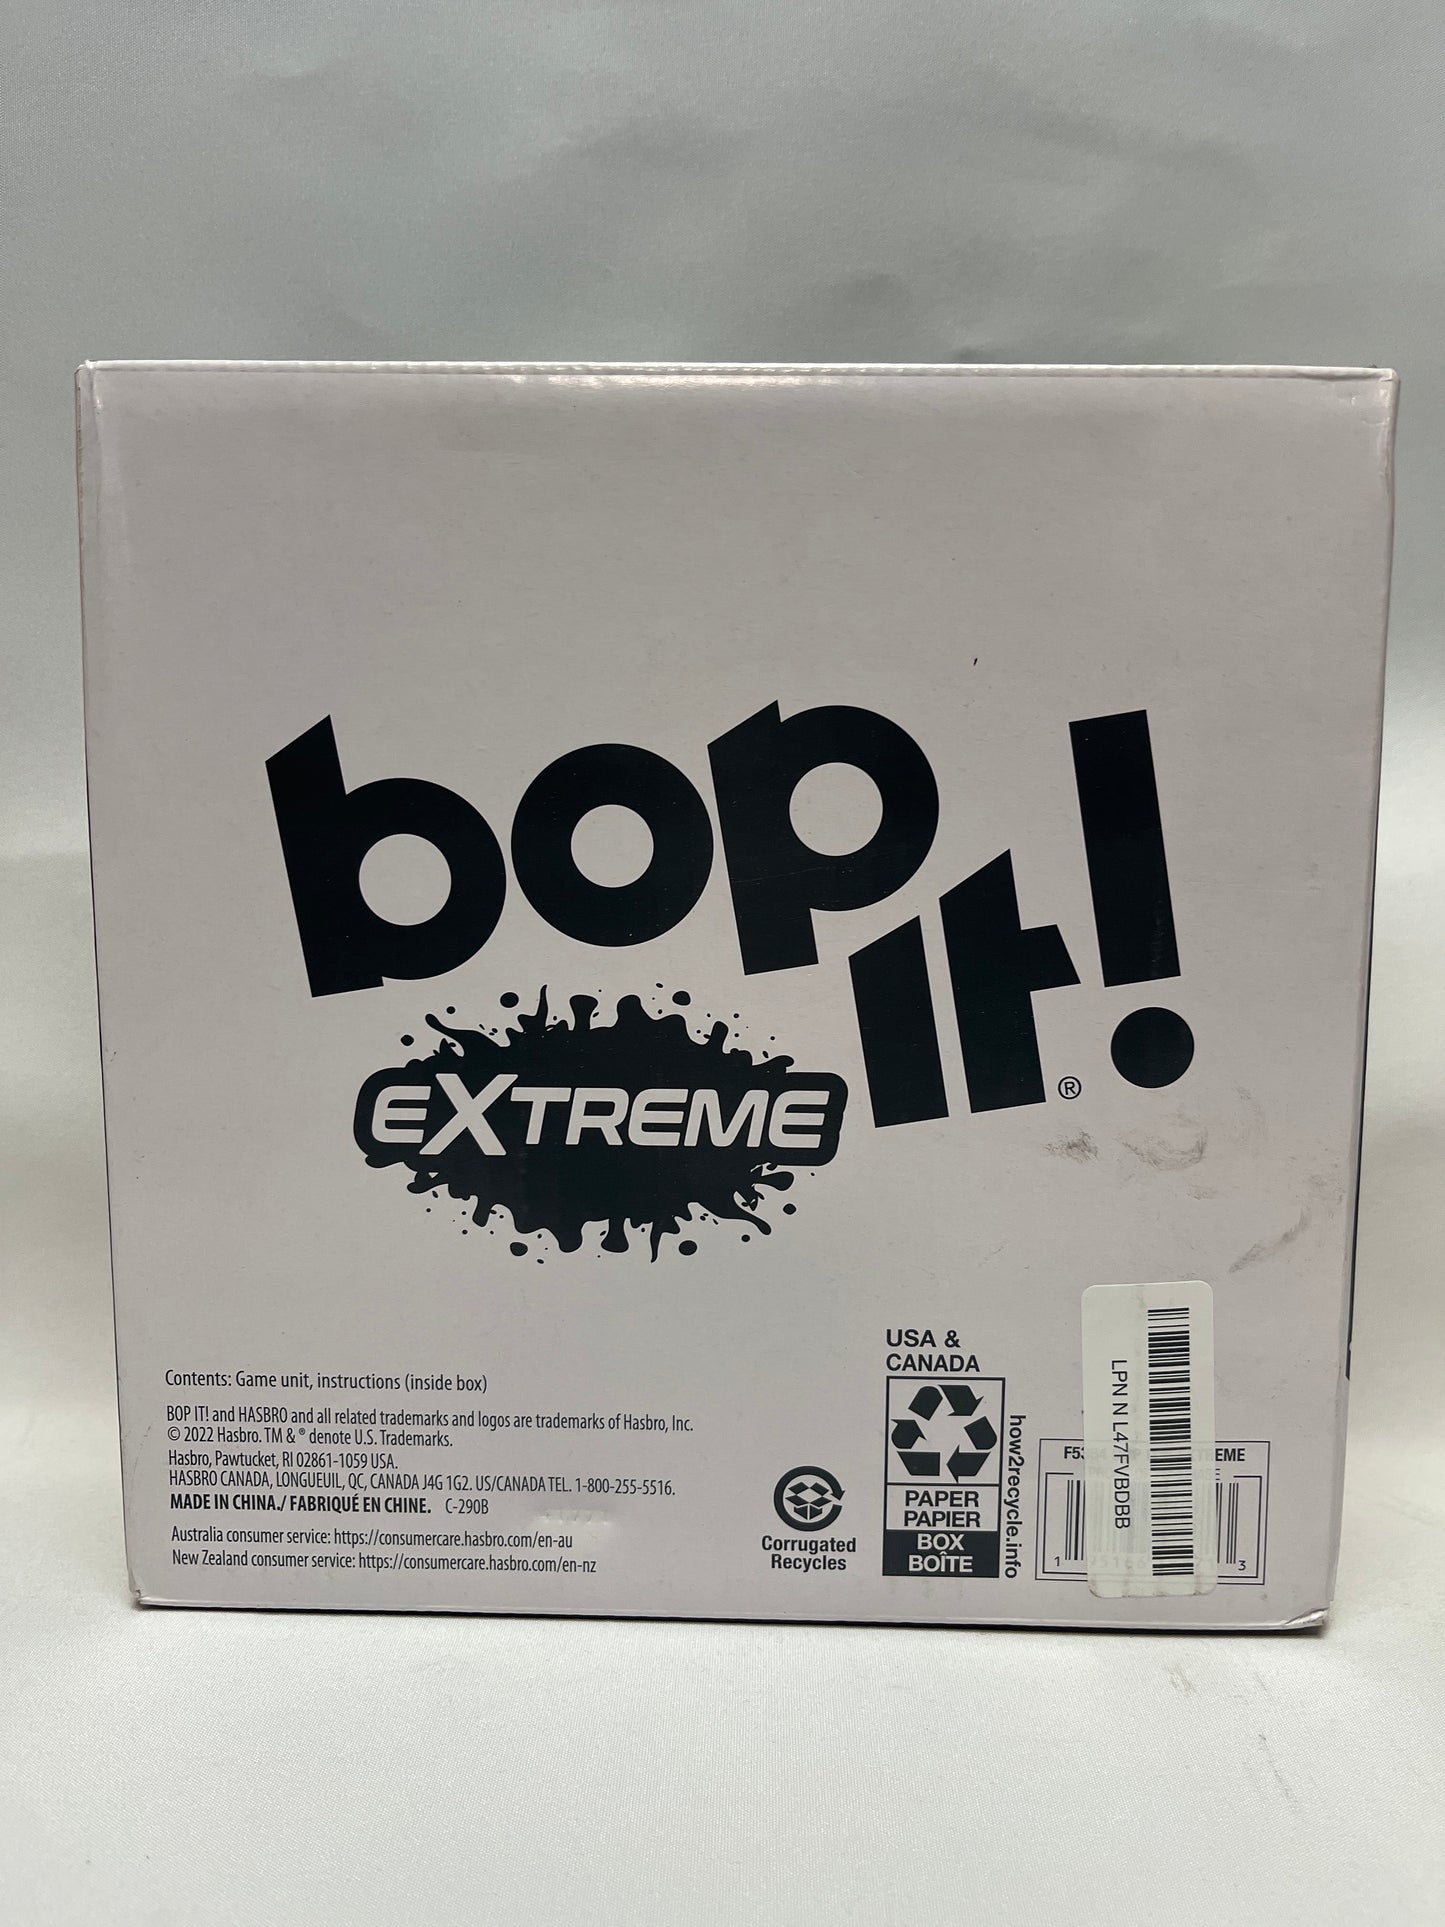 bop
it!
®
eXTREME
Contents: Game unit, instructions (inside box)
BOP IT! and HASBRO and all related trademarks and logos are trademarks of Hasbro, Inc.
© 2022 Hasbro. TM & ® denote U.S. Trademarks.
Hasbro, Pawtucket, RI 02861-1059 USA.
HASBRO CANADA, LONGUEUIL, QC, CANADA J4G 1G2. US/CANADA TEL. 1-800-255-5516.
MADE IN CHINA./ FABRIQUÉ EN CHINE. C-290B
Australia consumer service: https://consumercare.hasbro.com/en-au
New Zealand consumer service: https://consumercare.hasbro.com/en-nz
Corrugated
Recycles
USA &
CANADA
PAPER
PAPIER
BOX
BOÎTE
how2recycle.info
LPN N L47FVBDBB
1
3